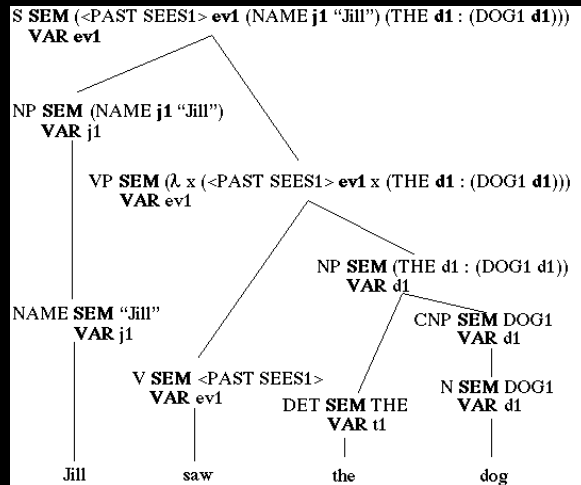 S SEM (<PAST SEES1> ev1 (NAME j1 “Jill”) (THE d1 : (DOG1 d1)))
VAR ev1
NP SEM (NAME j1 “Jill”)
VAR j1
VP SEM (λ x (<PAST SEES1> ev1 x (THE d1 : (DOG1 d1)))
VAR ev1
NP SEM (THE d1 : (DOG1 d1))
VAR d1
NAME SEM “Jill”
VAR j1
CNP SEM DOG1
VAR d1
V SEM <PAST SEES1>
VAR ev1
N SEM DOG1
VAR d1
DET SEM THE
VAR t1
Jill saw the dog